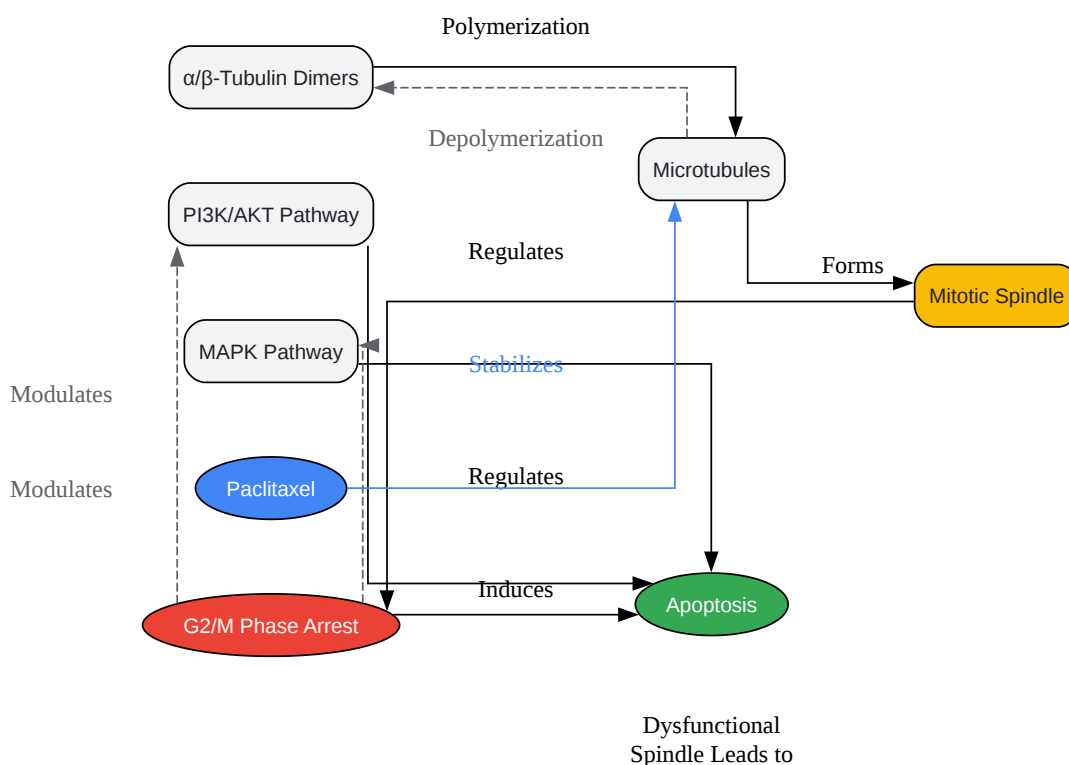 Polymerization
α/β-Tubulin Dimers
Depolymerization
Microtubules
PI3K/AKT Pathway
Regulates
Forms
Mitotic Spindle
MAPK Pathway
Stabilizes
Modulates
Regulates
Modulates
Paclitaxel
Induces
Apoptosis
G2/M Phase Arrest
Dysfunctional
Spindle Leads to